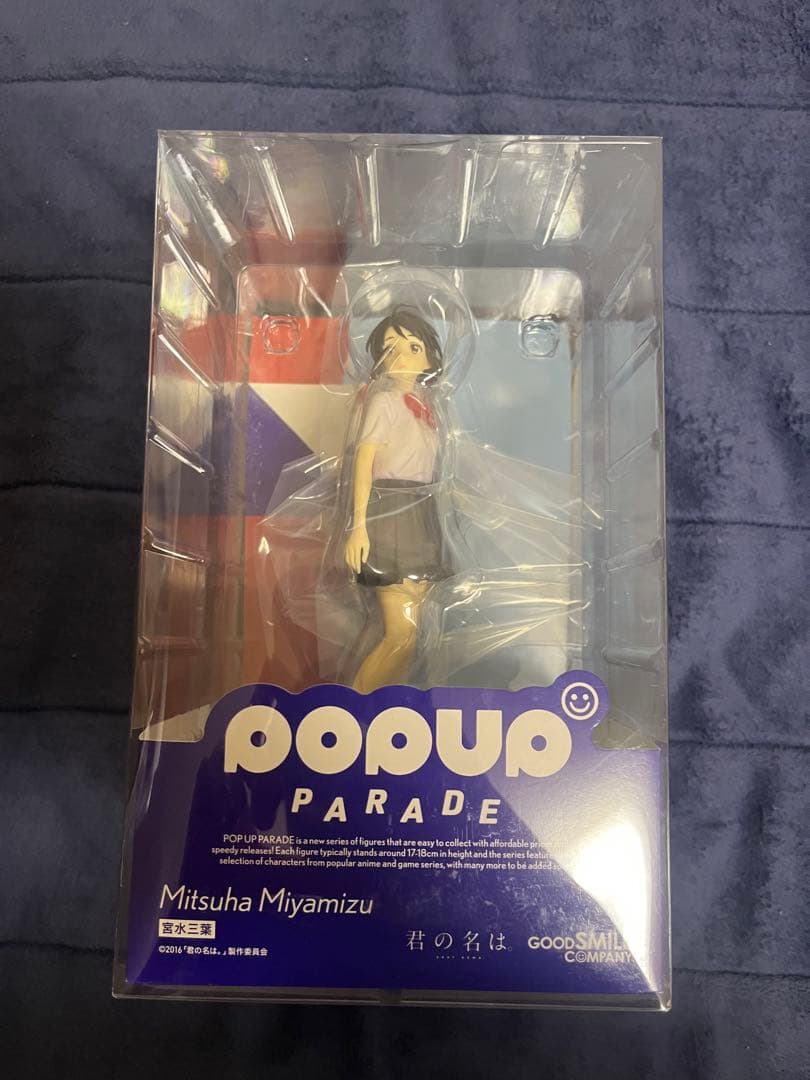 POPUP
PARADE
POP UP PARADE is a new series of figures that are easy to collect with affordable prices
speedy releases! Each figure typically stands around 17-18cm in height and the series
selection of characters from popular anime and game series, with many more to be added
Mitsuha Miyamizu
宮水三葉
君の名は。
GOODSMILE
COMPANY
©2016「君の名は。」製作委員会